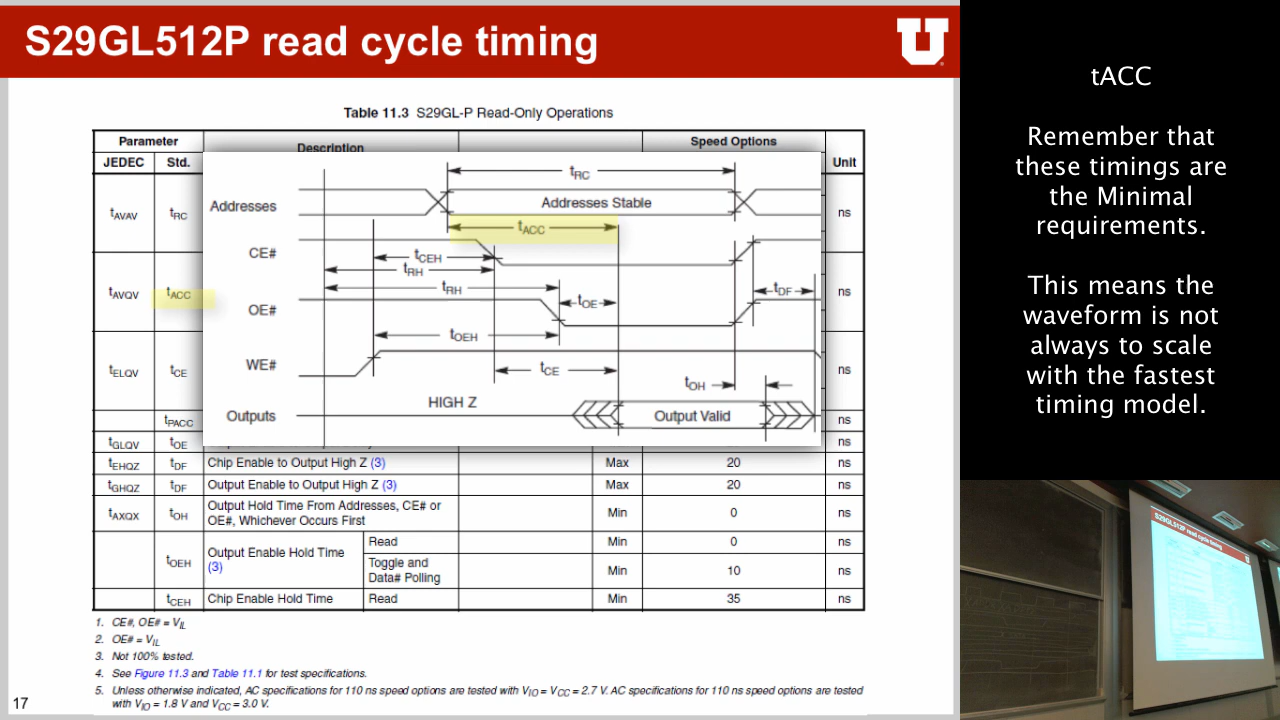 S29GL512P read cycle timing
U
Table 11.3 S29GL-P Read-Only Operations
Parameter
Description
Speed Options
Unit
JEDEC Std.
tAVAV tRC ns
tAVQV tACC ns
tELQV tCE ns
tPACC ns
tGLQV tOE ns
tRC
Addresses
Addresses Stable
tACC
CE#
tCEH
tRH
tRH
OE#
tOE
tDF
tOEH
WE#
tCE
tOH
HIGH Z
Outputs
Output Valid
tEHQZ tDF Chip Enable to Output High Z (3) Max 20 ns
tGHQZ tDF Output Enable to Output High Z (3) Max 20 ns
tAXQX tOH Output Hold Time From Addresses, CE# or
OE#, Whichever Occurs First Min 0 ns
tOEH Output Enable Hold Time
(3)
Read Min 0 ns
Toggle and
Data# Polling Min 10 ns
tCEH Chip Enable Hold Time Read Min 35 ns
1. CE#, OE# = VIL
2. OE# = VIL
3. Not 100% tested.
4. See Figure 11.3 and Table 11.1 for test specifications.
5. Unless otherwise indicated, AC specifications for 110 ns speed options are tested with VIO = VCC = 2.7 V. AC specifications for 110 ns speed options are tested
with VIO = 1.8 V and VCC = 3.0 V.
17
tACC
Remember that
these timings are
the Minimal
requirements.
This means the
waveform is not
always to scale
with the fastest
timing model.
S29GL512P read cycle timing